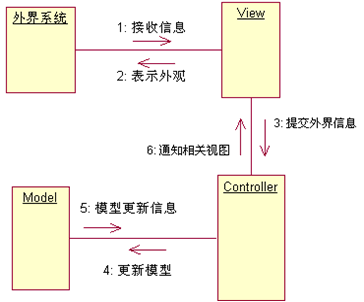 外界系统
View
1: 接收信息
2: 表示外观
3: 提交外界信息
6: 通知相关视图
Model
Controller
5: 模型更新信息
4: 更新模型